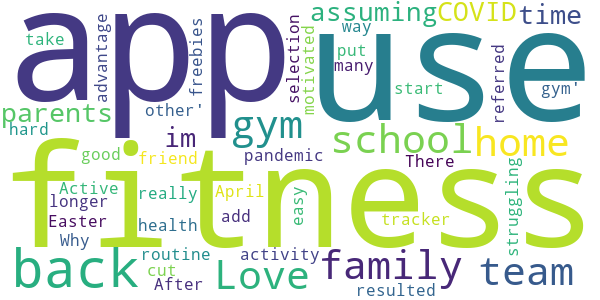 app use
assuming COVID time
take advantage freebies selection motivated way put many start referred gym'
parents other'
hard im gym school home
good friend pandemic There
Active really April easy tracker struggling
longer
Easter health add
Why
back routine activity Love family team
cut After resulted
fitness